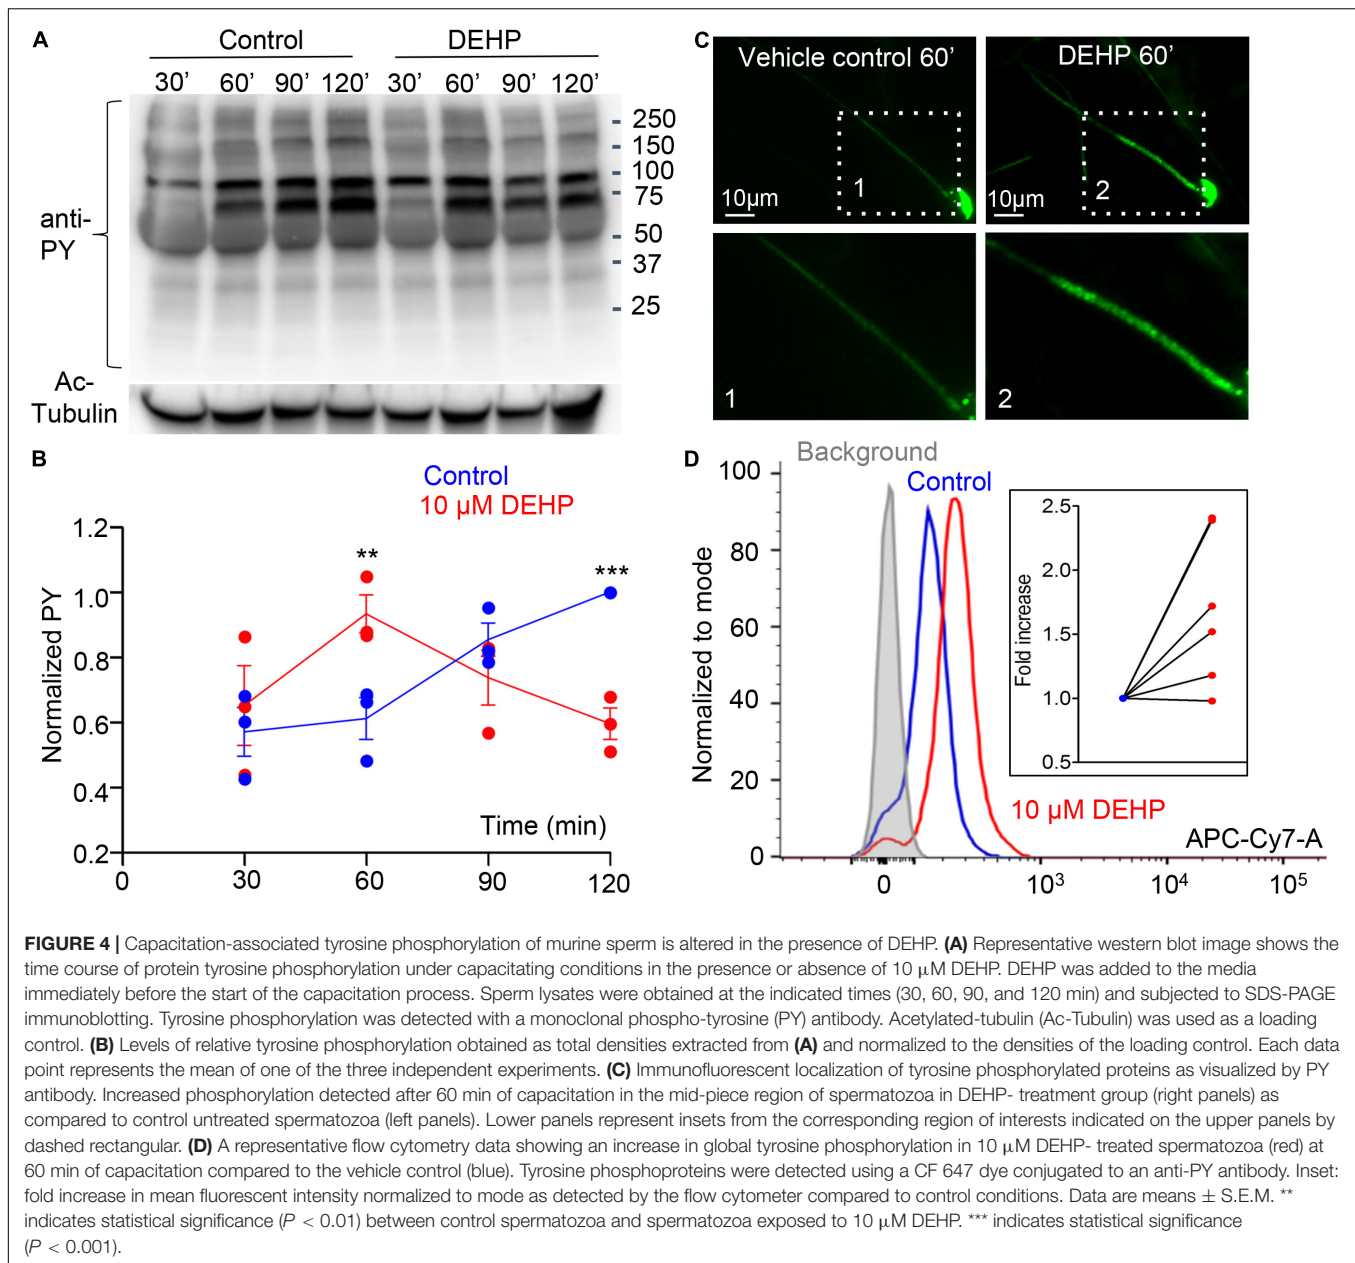 A
Control DEHP
30’ 60’ 90’ 120’ 30’ 60’ 90’ 120’
250
150
100
75
50
37
25
anti-
PY
Ac-
Tubulin
C
Vehicle control 60’
DEHP 60’
1
2
10µm
10µm
1
2
B
Control
10 µM DEHP
Normalized PY
1.2
1.0
0.8
0.6
0.4
0.2
**
***
Time (min)
0 30 60 90 120
D
Background
Control
10 µM DEHP
Normalized to mode
100
80
60
40
20
0
0 10³ 10⁴ 10⁵
APC-Cy7-A
Fold increase
2.5
2.0
1.5
1.0
0.5
FIGURE 4 | Capacitation-associated tyrosine phosphorylation of murine sperm is altered in the presence of DEHP. (A) Representative western blot image shows the
time course of protein tyrosine phosphorylation under capacitating conditions in the presence or absence of 10 µM DEHP. DEHP was added to the media
immediately before the start of the capacitation process. Sperm lysates were obtained at the indicated times (30, 60, 90, and 120 min) and subjected to SDS-PAGE
immunoblotting. Tyrosine phosphorylation was detected with a monoclonal phospho-tyrosine (PY) antibody. Acetylated-tubulin (Ac-Tubulin) was used as a loading
control. (B) Levels of relative tyrosine phosphorylation obtained as total densities extracted from (A) and normalized to the densities of the loading control. Each data
point represents the mean of one of the three independent experiments. (C) Immunofluorescent localization of tyrosine phosphorylated proteins as visualized by PY
antibody. Increased phosphorylation detected after 60 min of capacitation in the mid-piece region of spermatozoa in DEHP- treatment group (right panels) as
compared to control untreated spermatozoa (left panels). Lower panels represent insets from the corresponding region of interests indicated on the upper panels by
dashed rectangular. (D) A representative flow cytometry data showing an increase in global tyrosine phosphorylation in 10 µM DEHP- treated spermatozoa (red) at
60 min of capacitation compared to the vehicle control (blue). Tyrosine phosphoproteins were detected using a CF 647 dye conjugated to an anti-PY antibody. Inset:
fold increase in mean fluorescent intensity normalized to mode as detected by the flow cytometer compared to control conditions. Data are means ± S.E.M. **
indicates statistical significance (P < 0.01) between control spermatozoa and spermatozoa exposed to 10 µM DEHP. *** indicates statistical significance
(P < 0.001).